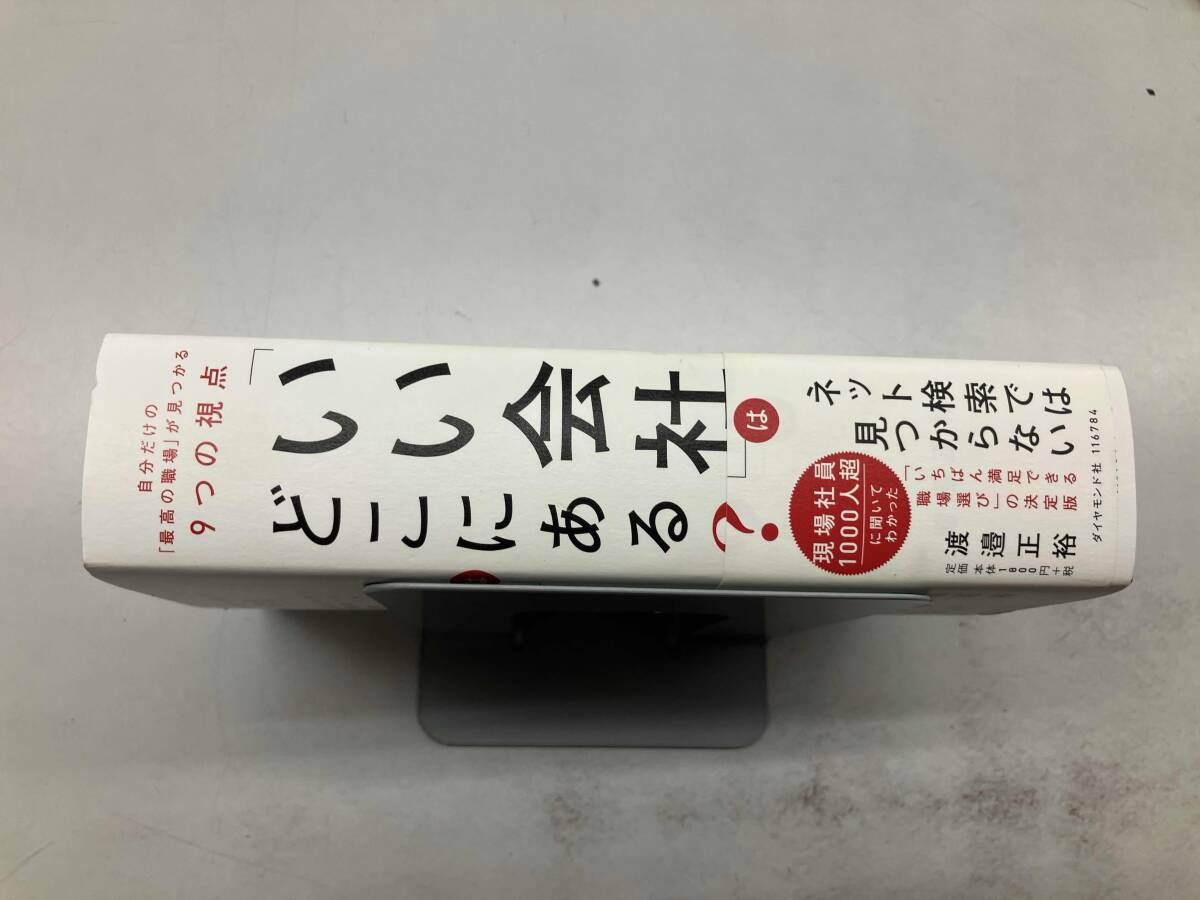 自分だけの
「最高の職場」が見つかる
9つの視点
「いい会社」は
どこにある?
ネット検索では
見つからない
現場社員
1000人超
に聞いて
わかった
「いちばん満足できる
職場選び」の決定版
渡邉正裕
定価 本体1800円+税
ダイヤモンド社
116784